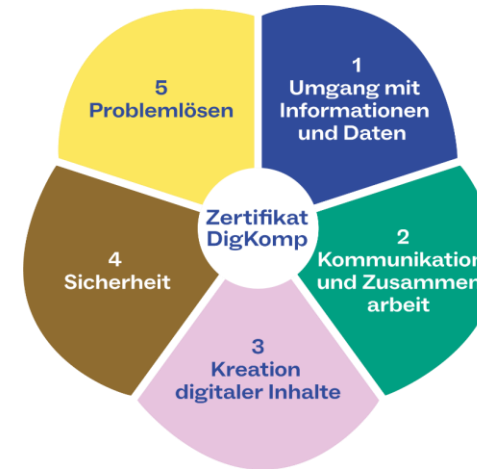 1
Umgang mit
Informationen
und Daten
2
Kommunikation
und Zusammen
arbeit
3
Kreation
digitaler Inhalte
4
Sicherheit
5
Problemlösen
Zertifikat
DigKomp